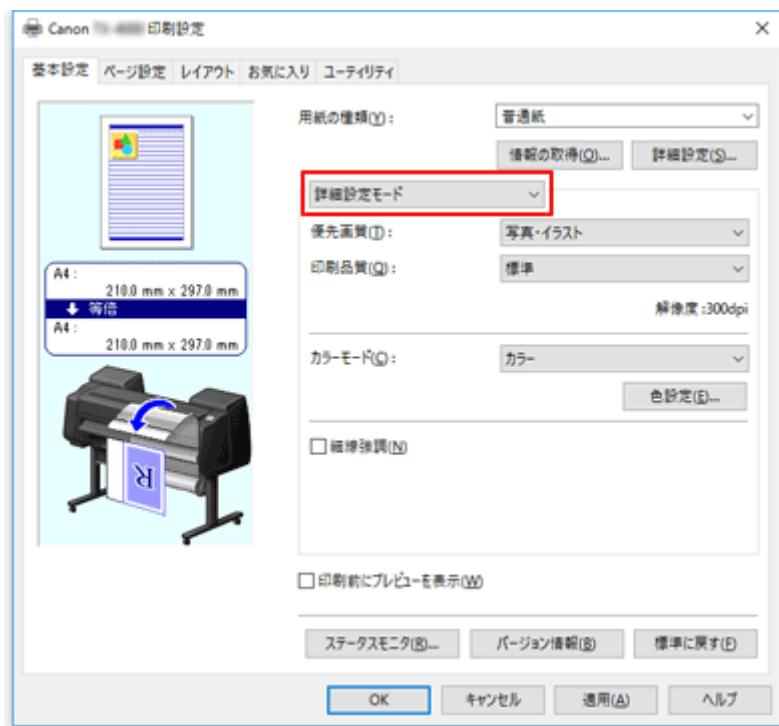 Canon 印刷設定
基本設定 ページ設定 レイアウト お気に入り ユーティリティ
用紙の種類(Y): 普通紙
情報の取得(O)... 詳細設定(S)...
詳細設定モード
優先画質(T): 写真・イラスト
印刷品質(Q): 標準
解像度:300dpi
カラーモード(C): カラー
色設定(E)...
細線強調(N)
A4:
210.0 mm x 297.0 mm
等倍
A4:
210.0 mm x 297.0 mm
R
印刷前にプレビューを表示(W)
ステータスモニタ(R)... バージョン情報(B) 標準に戻す(F)
OK キャンセル 適用(A) ヘルプ